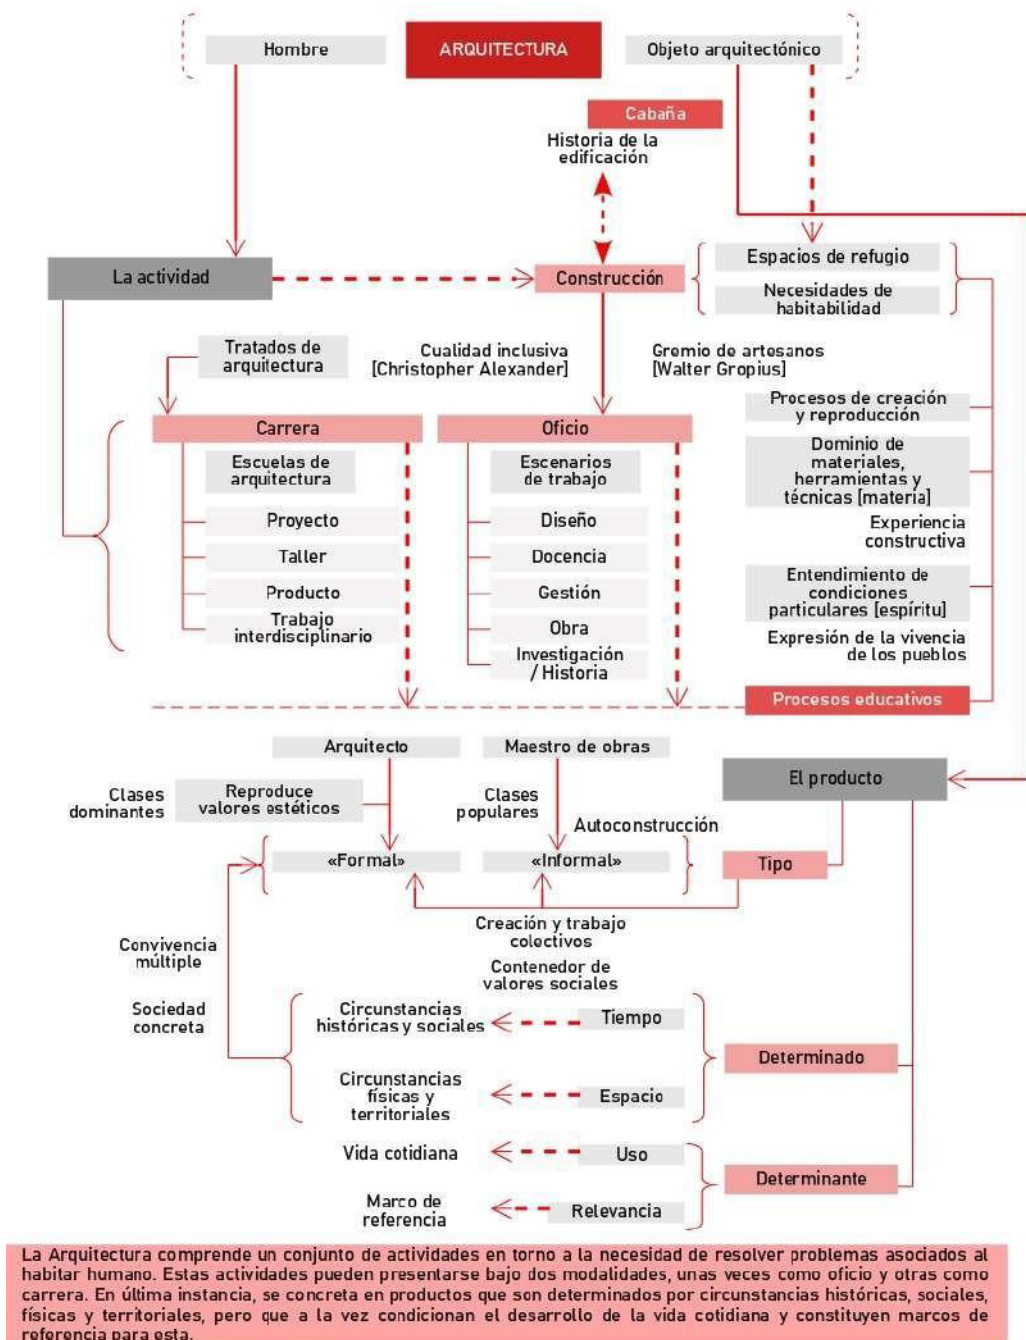 Hombre
ARQUITECTURA
Objeto arquitectónico
Cabaña
Historia de la
edificación
La actividad
Construcción
Espacios de refugio
Necesidades de
habitabilidad
Tratados de
arquitectura
Cualidad inclusiva
[Christopher Alexander]
Gremio de artesanos
[Walter Gropius]
Procesos de creación
y reproducción
Carrera
Oficio
Dominio de
materiales,
herramientas y
técnicas [materia]
Escuelas de
arquitectura
Escenarios
de trabajo
Proyecto
Diseño
Experiencia
constructiva
Taller
Docencia
Producto
Gestión
Entendimiento de
condiciones
particulares [espíritu]
Trabajo
interdisciplinario
Obra
Expresión de la vivencia
de los pueblos
Investigación
/ Historia
Procesos educativos
Arquitecto
Maestro de obras
El producto
Clases
dominantes
Reproduce
valores estéticos
Clases
populares
Autoconstrucción
«Formal»
«Informal»
Tipo
Creación y trabajo
colectivos
Convivencia
múltiple
Contenedor de
valores sociales
Sociedad
concreta
Circunstancias
históricas y sociales
Tiempo
Determinado
Circunstancias
físicas y
territoriales
Espacio
Vida cotidiana
Uso
Determinante
Marco de
referencia
Relevancia
La Arquitectura comprende un conjunto de actividades en torno a la necesidad de resolver problemas asociados al
habitar humano. Estas actividades pueden presentarse bajo dos modalidades, unas veces como oficio y otras como
carrera. En última instancia, se concreta en productos que son determinados por circunstancias históricas, sociales,
físicas y territoriales, pero que a la vez condicionan el desarrollo de la vida cotidiana y constituyen marcos de
referencia para esta.